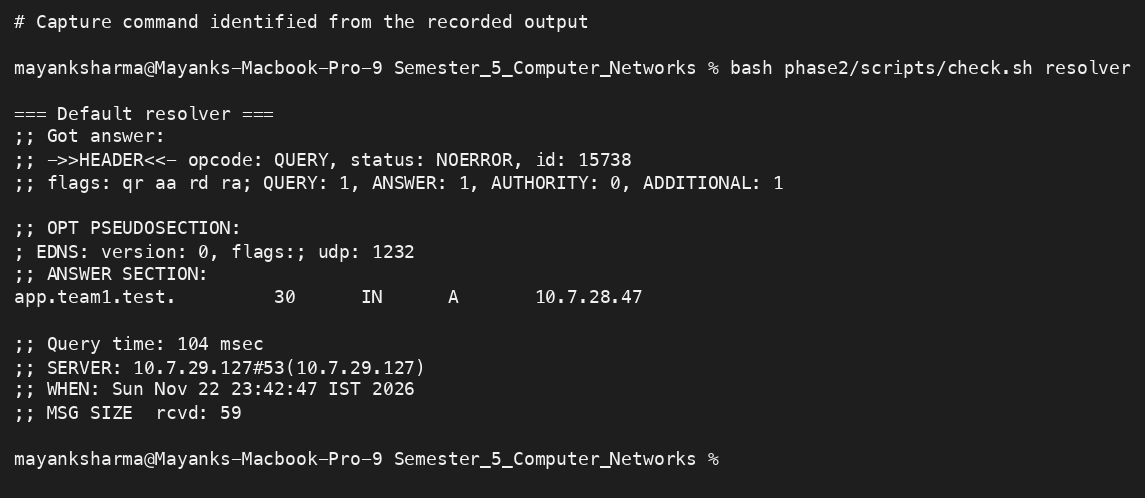 # Capture command identified from the recorded output
mayanksharma@Mayanks-Macbook-Pro-9 Semester_5_Computer_Networks % bash phase2/scripts/check.sh resolver
=== Default resolver ===
;; Got answer:
;; ->>HEADER<<- opcode: QUERY, status: NOERROR, id: 15738
;; flags: qr aa rd ra; QUERY: 1, ANSWER: 1, AUTHORITY: 0, ADDITIONAL: 1
;; OPT PSEUDOSECTION:
; EDNS: version: 0, flags:; udp: 1232
;; ANSWER SECTION:
app.team1.test.         30      IN      A       10.7.28.47
;; Query time: 104 msec
;; SERVER: 10.7.29.127#53(10.7.29.127)
;; WHEN: Sun Nov 22 23:42:47 IST 2026
;; MSG SIZE  rcvd: 59
mayanksharma@Mayanks-Macbook-Pro-9 Semester_5_Computer_Networks %